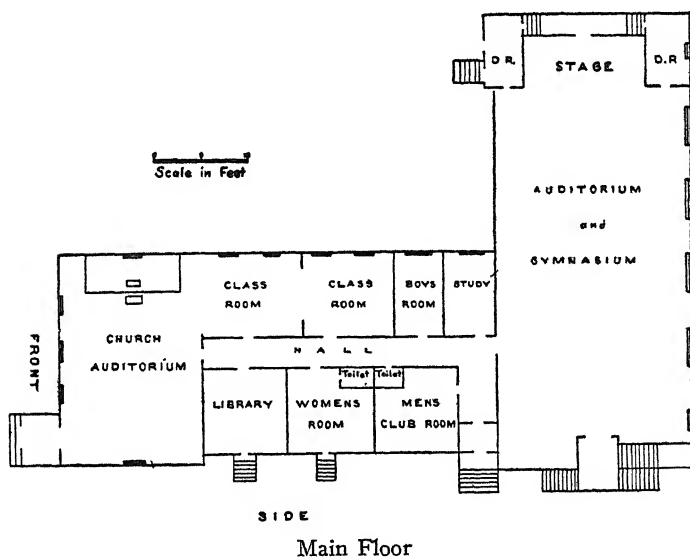 D.R.
STAGE
D.R
Scale in Feet
AUDITORIUM
and
GYMNASIUM
CLASS
ROOM
CLASS
ROOM
BOYS
ROOM
STUDY
FRONT
CHURCH
AUDITORIUM
HALL
Toilet
Toilet
LIBRARY
WOMENS
ROOM
MENS
CLUB ROOM
SIDE
Main Floor